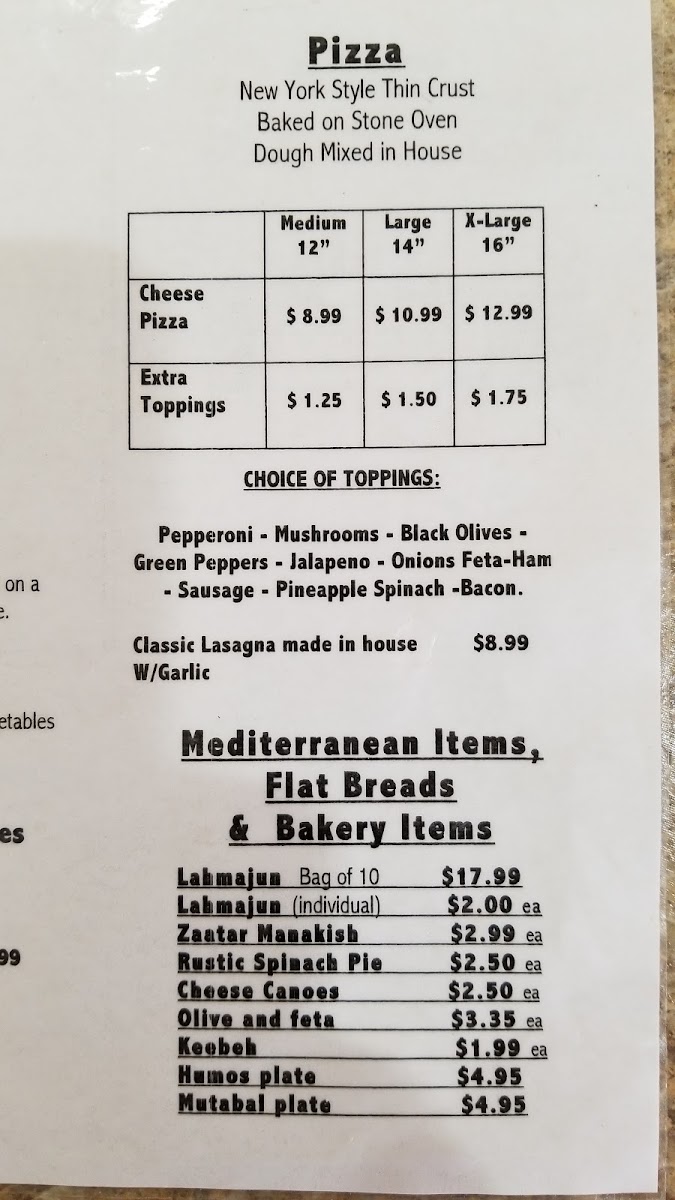 Pizza
New York Style Thin Crust
Baked on Stone Oven
Dough Mixed in House
Medium 12” Large 14” X-Large 16”
Cheese Pizza $ 8.99 $ 10.99 $ 12.99
Extra Toppings $ 1.25 $ 1.50 $ 1.75
CHOICE OF TOPPINGS:
Pepperoni - Mushrooms - Black Olives -
Green Peppers - Jalapeno - Onions Feta-Ham
- Sausage - Pineapple Spinach -Bacon.
Classic Lasagna made in house $8.99
W/Garlic
Mediterranean Items,
Flat Breads
& Bakery Items
Lahmajun Bag of 10 $17.99
Lahmajun (individual) $2.00 ea
Zaatar Manakish $2.99 ea
Rustic Spinach Pie $2.50 ea
Cheese Canoes $2.50 ea
Olive and feta $3.35 ea
Keebeh $1.99 ea
Humos plate $4.95
Mutabal plate $4.95
on a
e.
etables
es
99